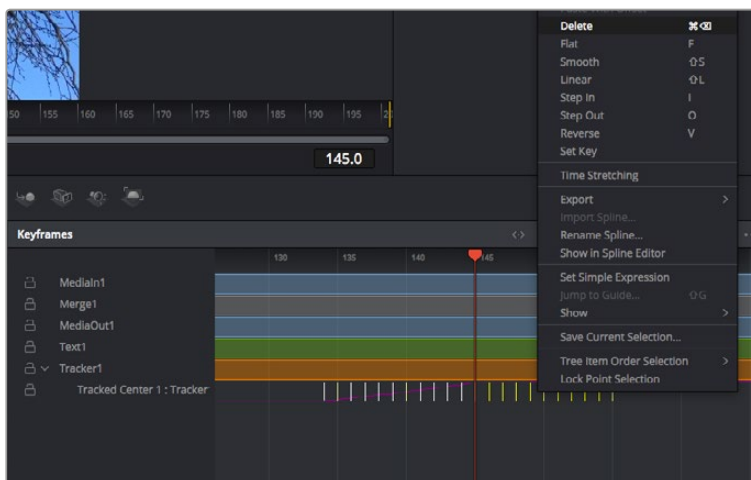 Delete ⌘⌫
Flat F
Smooth ⇧S
Linear ⇧L
Step In I
Step Out O
Reverse V
Set Key
Time Stretching
Export >
Import Spline...
Rename Spline...
Show in Spline Editor
Set Simple Expression
Jump to Guide... ⇧G
Show >
Save Current Selection...
Tree Item Order Selection >
Lock Point Selection
50 155 160 165 170 175 180 185 190 195
145.0
Keyframes
130 135 140 145
MediaIn1
Merge1
MediaOut1
Text1
Tracker1
Tracked Center 1 : Tracker